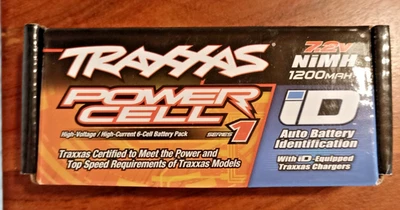 TRAXXAS
7.2V
NiMH
1200MAH
POWER
CELL
SERIES 1
High-Voltage / High-Current 6-Cell Battery Pack
iD
Auto Battery
Identification
With iD-Equipped
Traxxas Chargers
Traxxas Certified to Meet the Power and
Top Speed Requirements of Traxxas Models